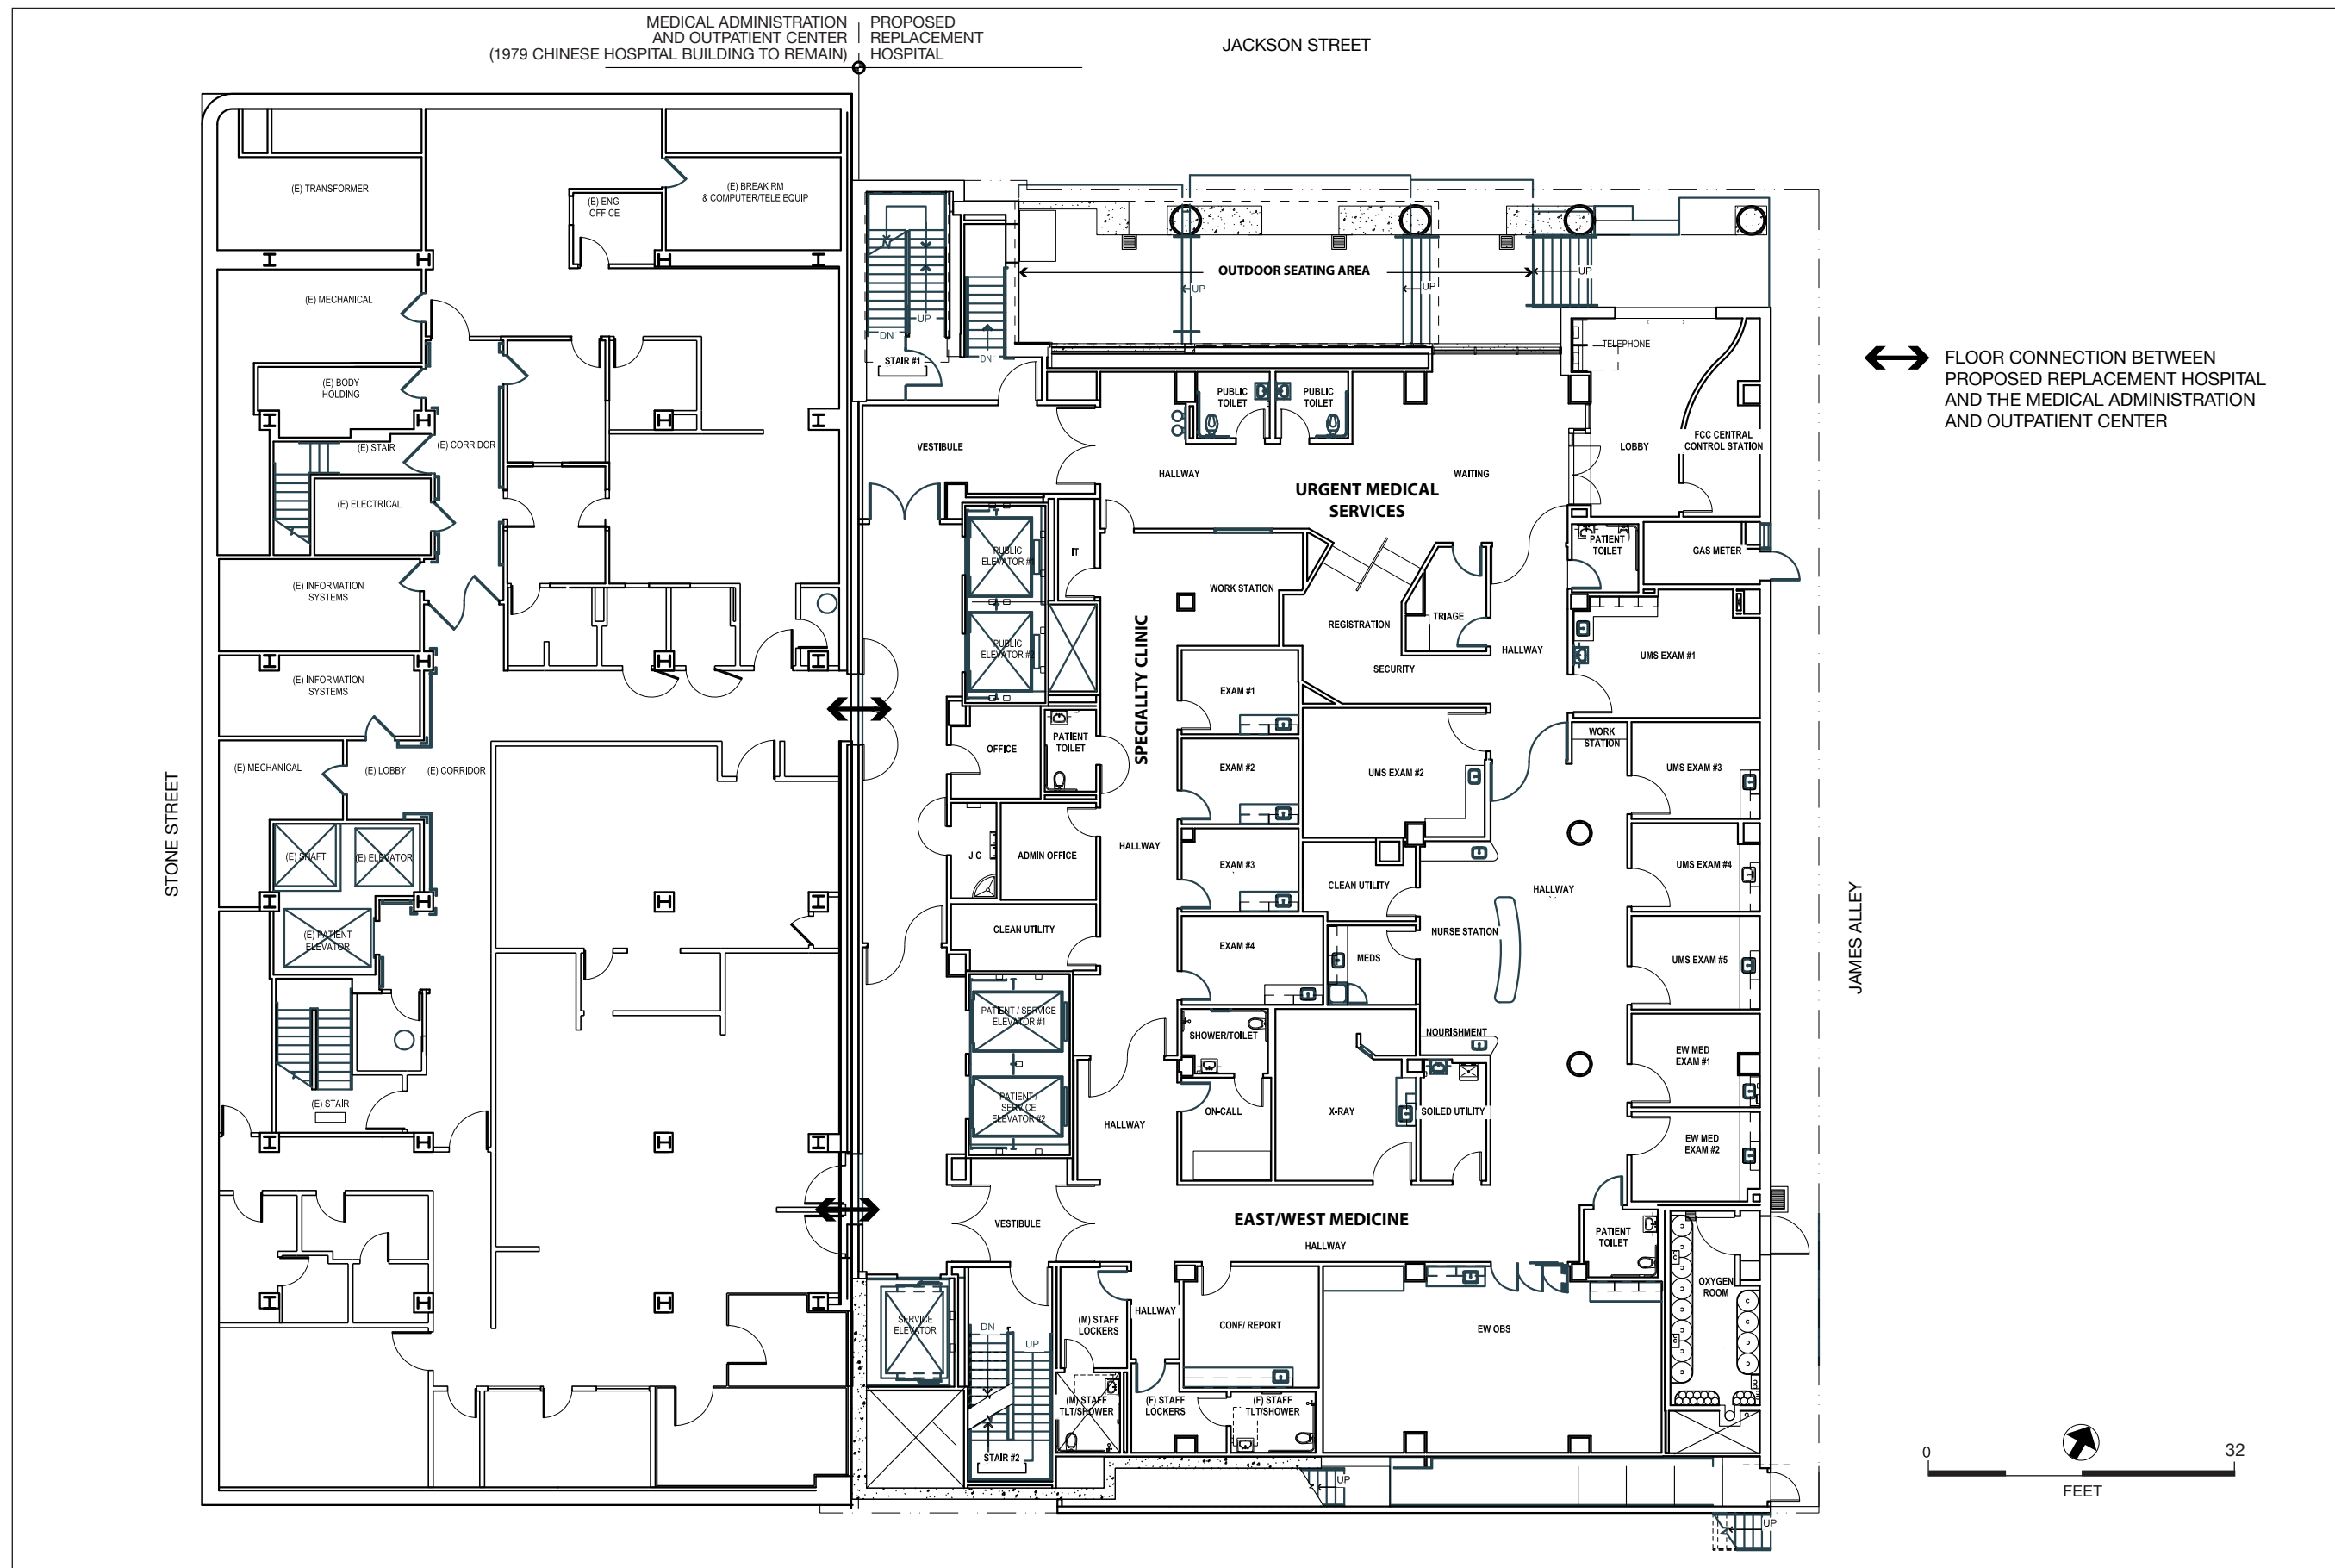 MEDICAL ADMINISTRATION
AND OUTPATIENT CENTER
(1979 CHINESE HOSPITAL BUILDING TO REMAIN)
PROPOSED
REPLACEMENT
HOSPITAL
JACKSON STREET
(E) TRANSFORMER
(E) ENG.
OFFICE
(E) BREAK RM
& COMPUTER/TELE EQUIP
(E) MECHANICAL
(E) BODY
HOLDING
(E) STAIR
(E) CORRIDOR
(E) ELECTRICAL
(E) INFORMATION
SYSTEMS
(E) INFORMATION
SYSTEMS
(E) MECHANICAL
(E) LOBBY
(E) CORRIDOR
(E) SHAFT
(E) ELEVATOR
(E) PATIENT
ELEVATOR
(E) STAIR
STONE STREET
DN
UP
STAIR #1
DN
OUTDOOR SEATING AREA
UP
UP
UP
TELEPHONE
VESTIBULE
PUBLIC
TOILET
PUBLIC
TOILET
HALLWAY
WAITING
LOBBY
FCC CENTRAL
CONTROL STATION
URGENT MEDICAL
SERVICES
PUBLIC
ELEVATOR #1
IT
PUBLIC
ELEVATOR #2
WORK STATION
REGISTRATION
TRIAGE
SECURITY
HALLWAY
PATIENT
TOILET
GAS METER
UMS EXAM #1
SPECIALTY CLINIC
EXAM #1
OFFICE
PATIENT
TOILET
EXAM #2
UMS EXAM #2
WORK
STATION
UMS EXAM #3
J C
ADMIN OFFICE
HALLWAY
EXAM #3
CLEAN UTILITY
HALLWAY
UMS EXAM #4
CLEAN UTILITY
EXAM #4
MEDS
NURSE STATION
UMS EXAM #5
PATIENT / SERVICE
ELEVATOR #1
SHOWER/TOILET
NOURISHMENT
EW MED
EXAM #1
PATIENT /
SERVICE
ELEVATOR #2
HALLWAY
ON-CALL
X-RAY
SOILED UTILITY
EW MED
EXAM #2
VESTIBULE
EAST/WEST MEDICINE
HALLWAY
PATIENT
TOILET
OXYGEN
ROOM
SERVICE
ELEVATOR
DN
UP
(M) STAFF
LOCKERS
HALLWAY
CONF/ REPORT
EW OBS
(M) STAFF
TLT/SHOWER
(F) STAFF
LOCKERS
(F) STAFF
TLT/SHOWER
STAIR #2
UP
UP
JAMES ALLEY
FLOOR CONNECTION BETWEEN
PROPOSED REPLACEMENT HOSPITAL
AND THE MEDICAL ADMINISTRATION
AND OUTPATIENT CENTER
0
32
FEET